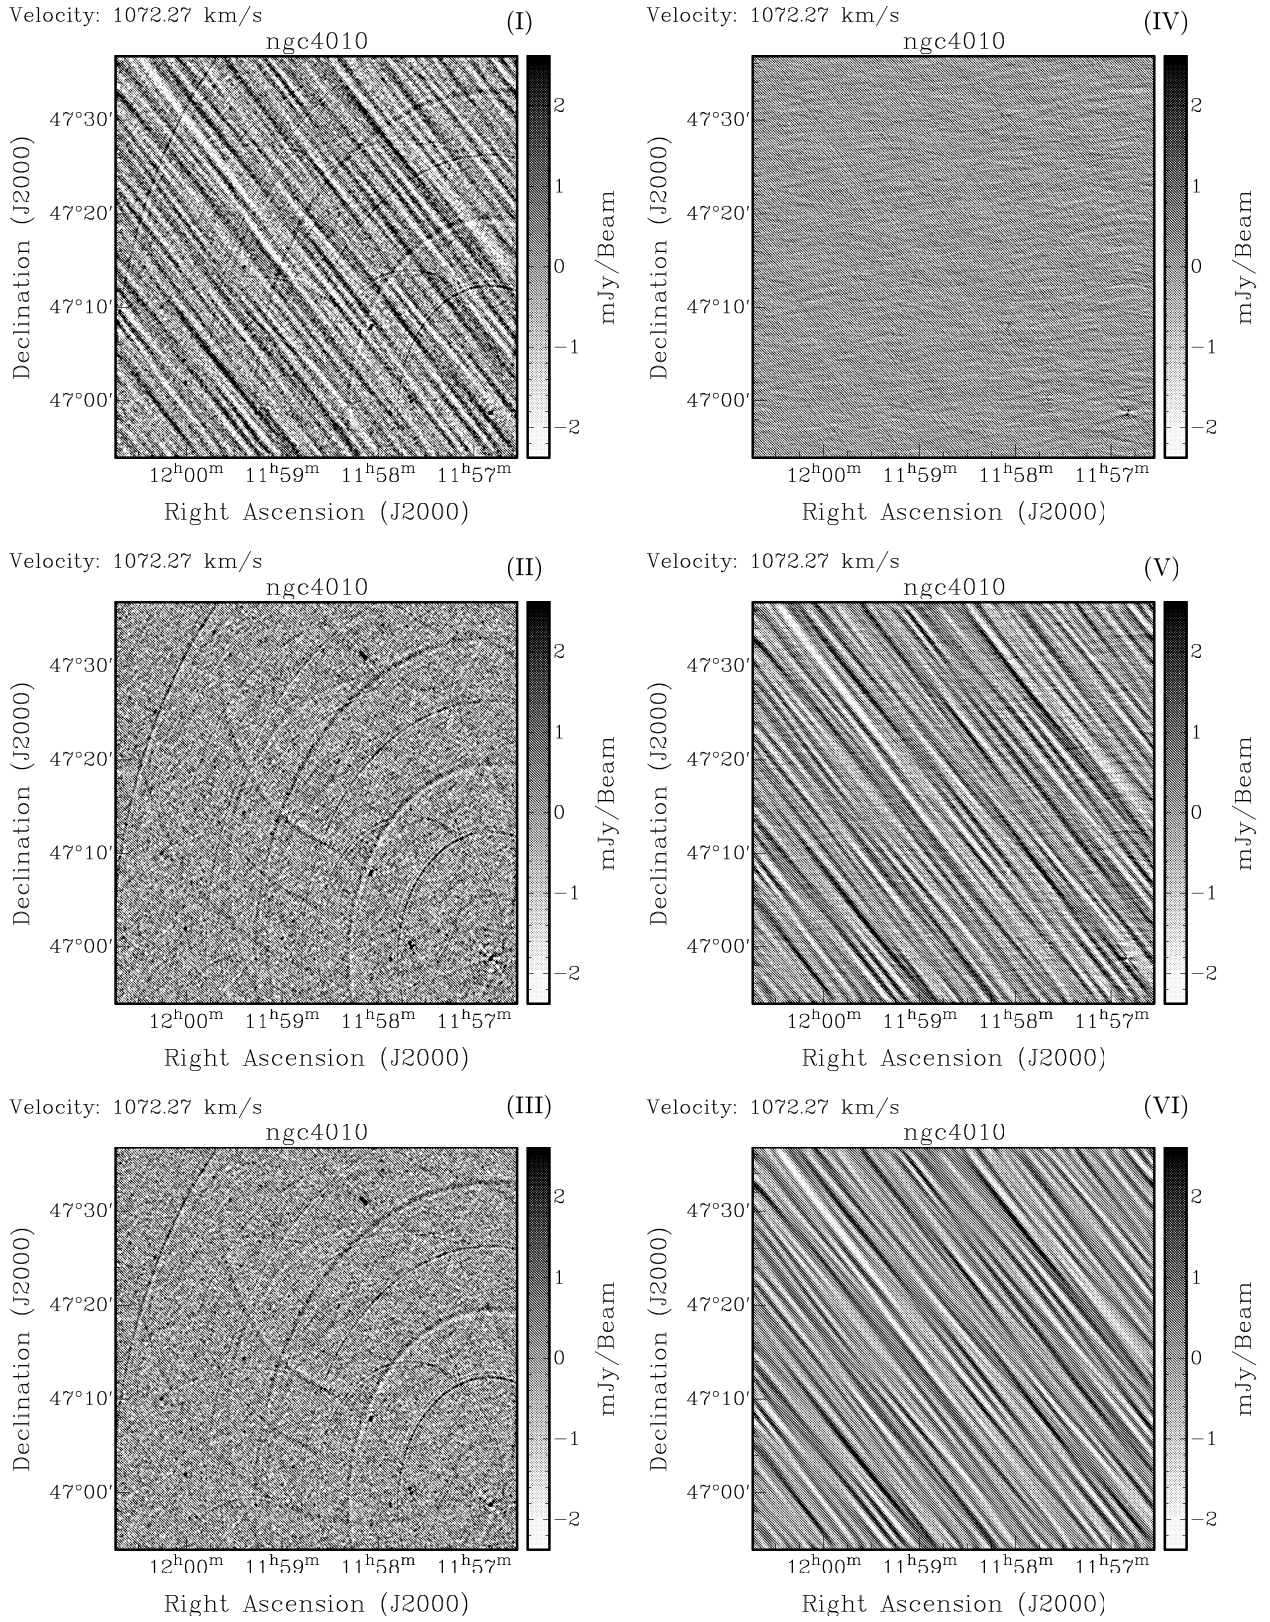 Velocity: 1072.27 km/s (I)
ngc4010
47°30′
47°20′
47°10′
47°00′
Declination (J2000)
12h00m 11h59m 11h58m 11h57m
Right Ascension (J2000)
2
1
0
−1
−2
mJy/Beam
Velocity: 1072.27 km/s (IV)
ngc4010
47°30′
47°20′
47°10′
47°00′
Declination (J2000)
12h00m 11h59m 11h58m 11h57m
Right Ascension (J2000)
2
1
0
−1
−2
mJy/Beam
Velocity: 1072.27 km/s (II)
ngc4010
47°30′
47°20′
47°10′
47°00′
Declination (J2000)
12h00m 11h59m 11h58m 11h57m
Right Ascension (J2000)
2
1
0
−1
−2
mJy/Beam
Velocity: 1072.27 km/s (V)
ngc4010
47°30′
47°20′
47°10′
47°00′
Declination (J2000)
12h00m 11h59m 11h58m 11h57m
Right Ascension (J2000)
2
1
0
−1
−2
mJy/Beam
Velocity: 1072.27 km/s (III)
ngc4010
47°30′
47°20′
47°10′
47°00′
Declination (J2000)
12h00m 11h59m 11h58m 11h57m
Right Ascension (J2000)
2
1
0
−1
−2
mJy/Beam
Velocity: 1072.27 km/s (VI)
ngc4010
47°30′
47°20′
47°10′
47°00′
Declination (J2000)
12h00m 11h59m 11h58m 11h57m
Right Ascension (J2000)
2
1
0
−1
−2
mJy/Beam